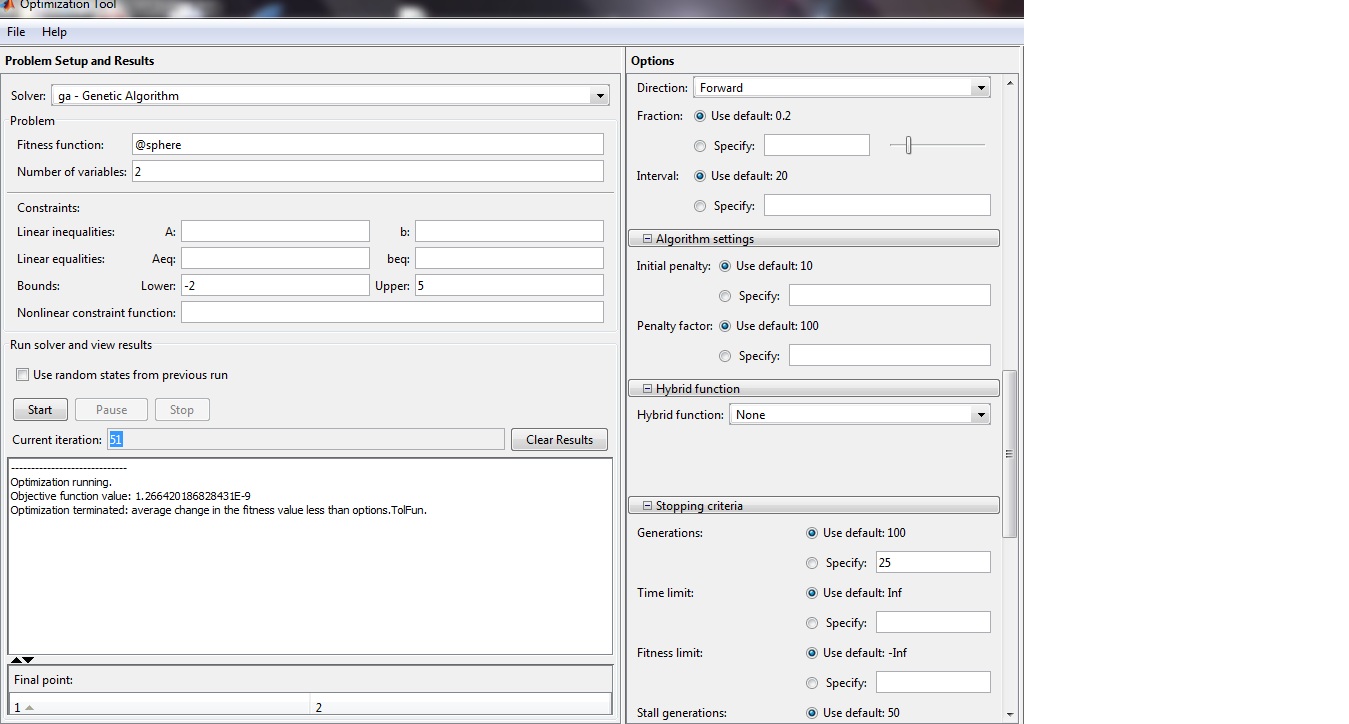 Optimization Tool
File Help
Problem Setup and Results
Solver: ga - Genetic Algorithm
Problem
Fitness function: @sphere
Number of variables: 2
Constraints:
Linear inequalities: A: b:
Linear equalities: Aeq: beq:
Bounds: Lower: -2 Upper: 5
Nonlinear constraint function:
Run solver and view results
Use random states from previous run
Start Pause Stop
Current iteration: 51 Clear Results
------------------------------
Optimization running.
Objective function value: 1.266420186828431E-9
Optimization terminated: average change in the fitness value less than options.TolFun.
Final point:
1 2
Options
Direction: Forward
Fraction: Use default: 0.2
Specify:
Interval: Use default: 20
Specify:
Algorithm settings
Initial penalty: Use default: 10
Specify:
Penalty factor: Use default: 100
Specify:
Hybrid function
Hybrid function: None
Stopping criteria
Generations: Use default: 100
Specify: 25
Time limit: Use default: Inf
Specify:
Fitness limit: Use default: -Inf
Specify:
Stall generations: Use default: 50